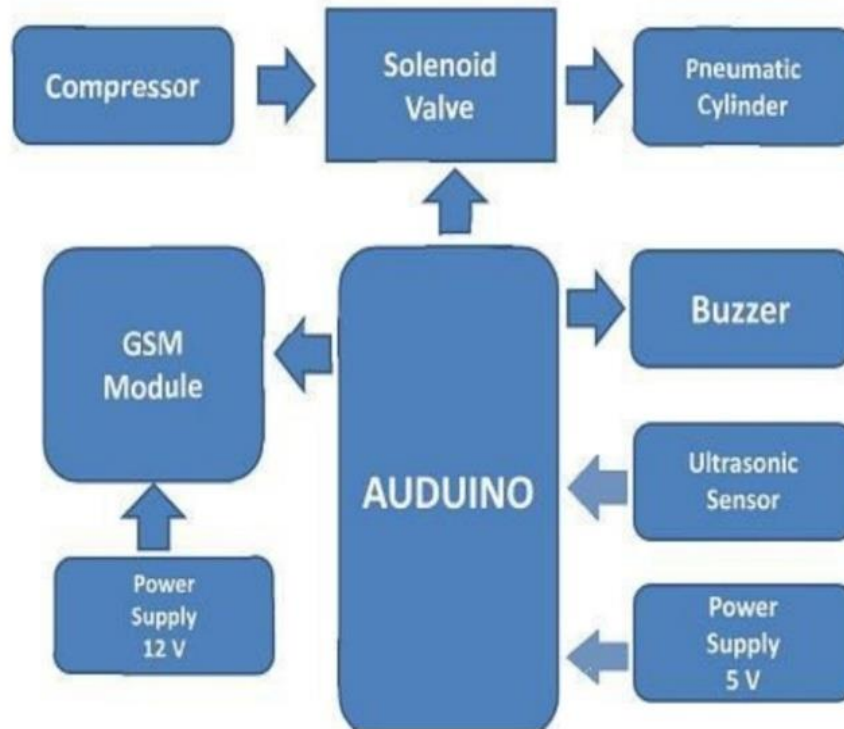 Compressor
Solenoid
Valve
Pneumatic
Cylinder
GSM
Module
AUDUINO
Buzzer
Ultrasonic
Sensor
Power
Supply
12 V
Power
Supply
5 V